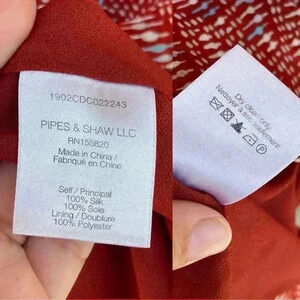 1902CDC022243
PIPES & SHAW LLC
RN155820
Made in China /
Fabriqué en Chine
Self / Principal
100% Silk
100% Soie
Lining / Doublure
100% Polyester
Dry clean only
Nettoyer à sec seulement